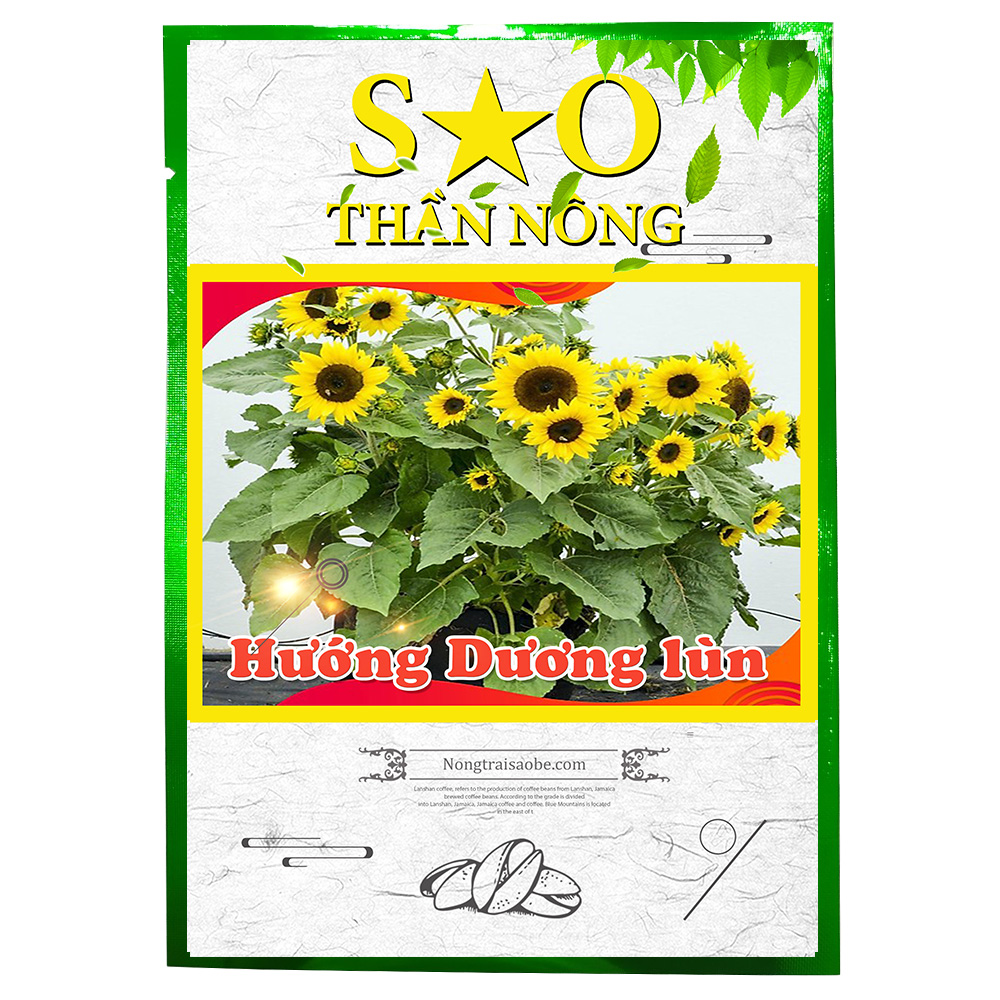 S★O
THẦN NÔNG
Hướng Dương lùn
Nongtraisaobe.com
Lanshan coffee, refers to the production of coffee beans from Lanshan, Jamaica
brewed coffee beans. According to the grade is divided
into Lanshan, Jamaica, Jamaica coffee and coffee. Blue Mountains is located
in the east of t